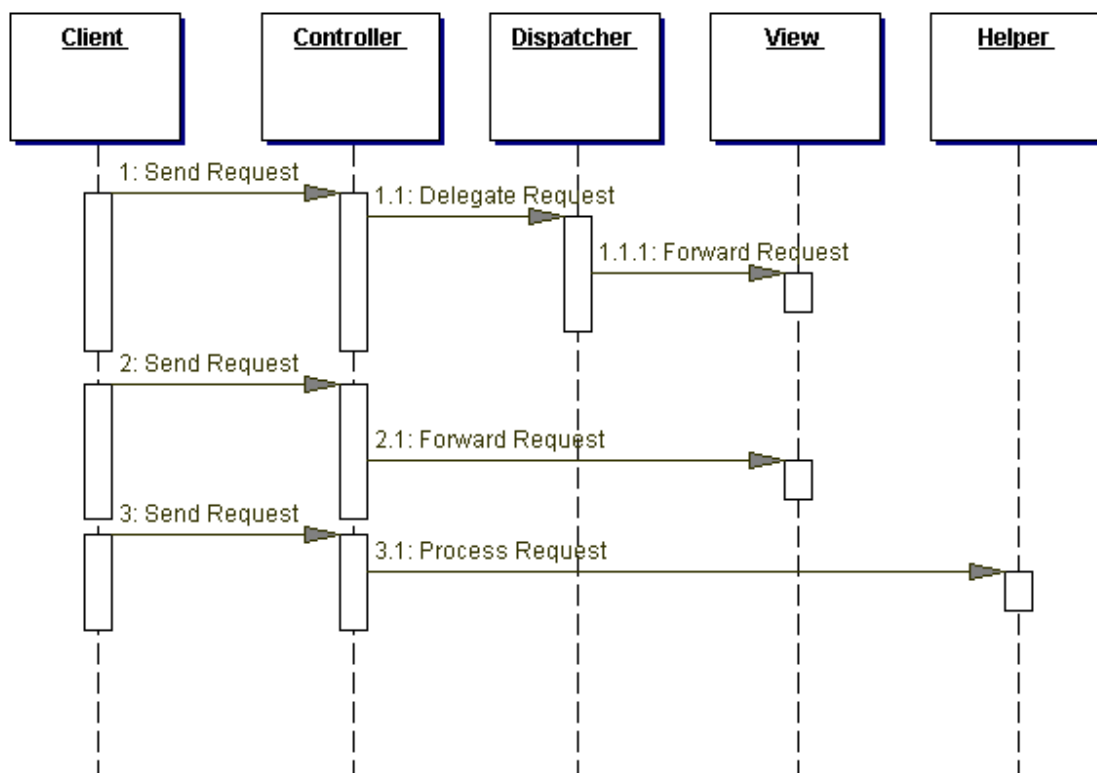 Client
Controller
Dispatcher
View
Helper
1: Send Request
1.1: Delegate Request
1.1.1: Forward Request
2: Send Request
2.1: Forward Request
3: Send Request
3.1: Process Request